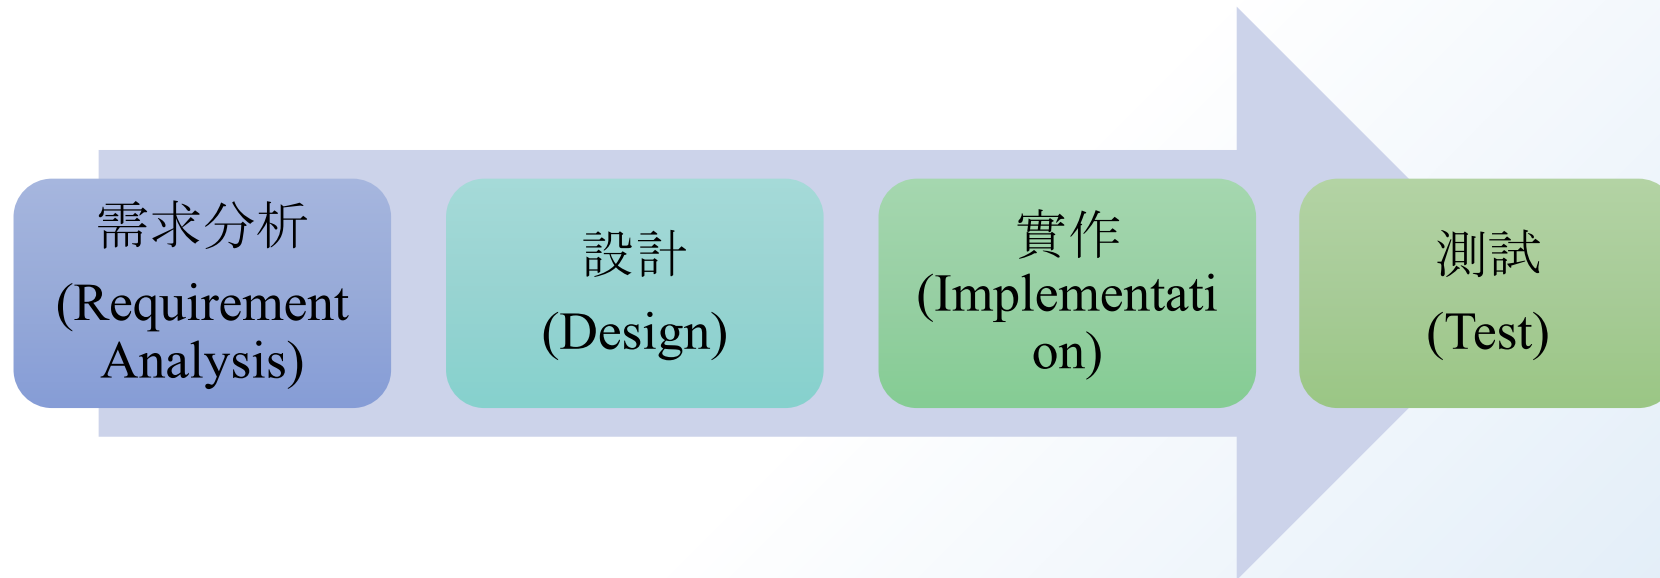 需求分析
(Requirement
Analysis)
設計
(Design)
實作
(Implementati
on)
測試
(Test)